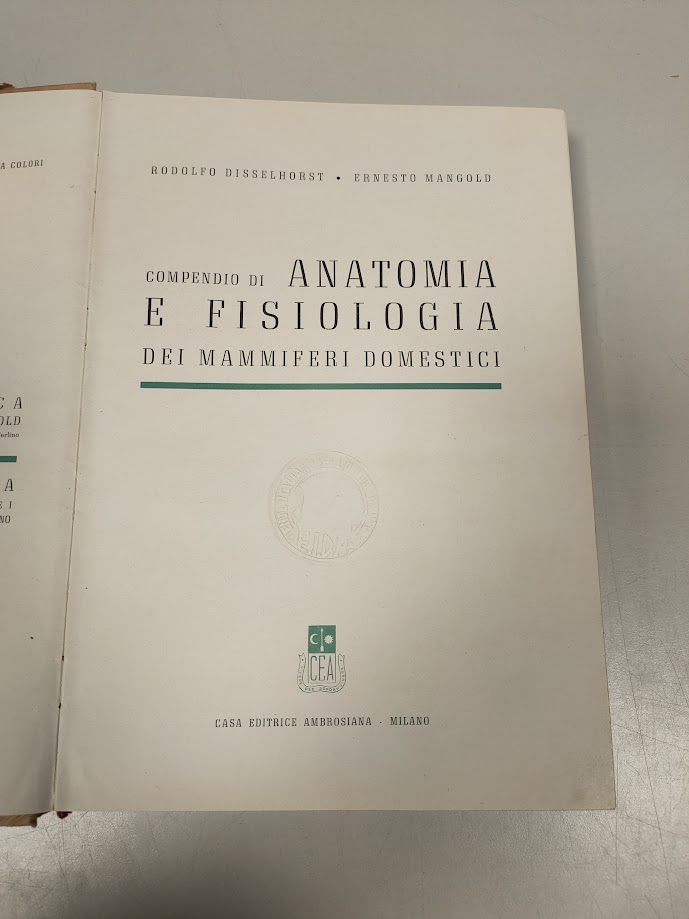 A COLORI
C A
OLD
erlino
A
E I
NO
RODOLFO DISSELHORST • ERNESTO MANGOLD
COMPENDIO DI ANATOMIA
E FISIOLOGIA
DEI MAMMIFERI DOMESTICI
CEA
CASA EDITRICE AMBROSIANA - MILANO